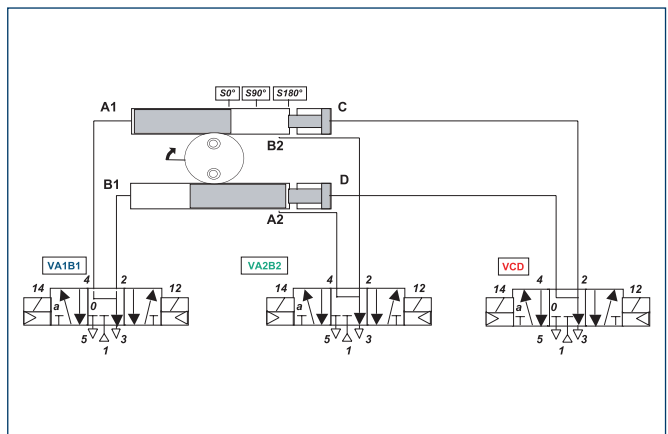 S0° S90° S180°
A1 C
B2
B1 D
A2
VA1B1 VA2B2 VCD
4 2 4 2 4 2
14 12 14 12 14 12
a 0 a a 0
5 3 5 3 5 3
1 1 1